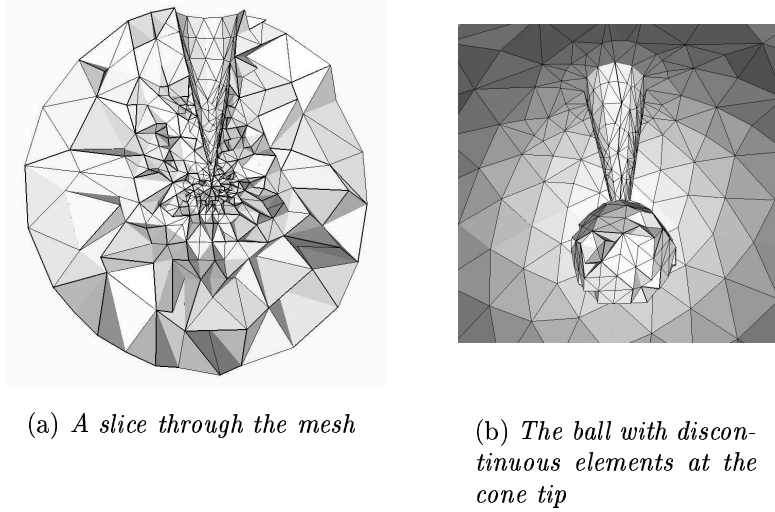 (a) A slice through the mesh
(b) The ball with discon-
tinuous elements at the
cone tip